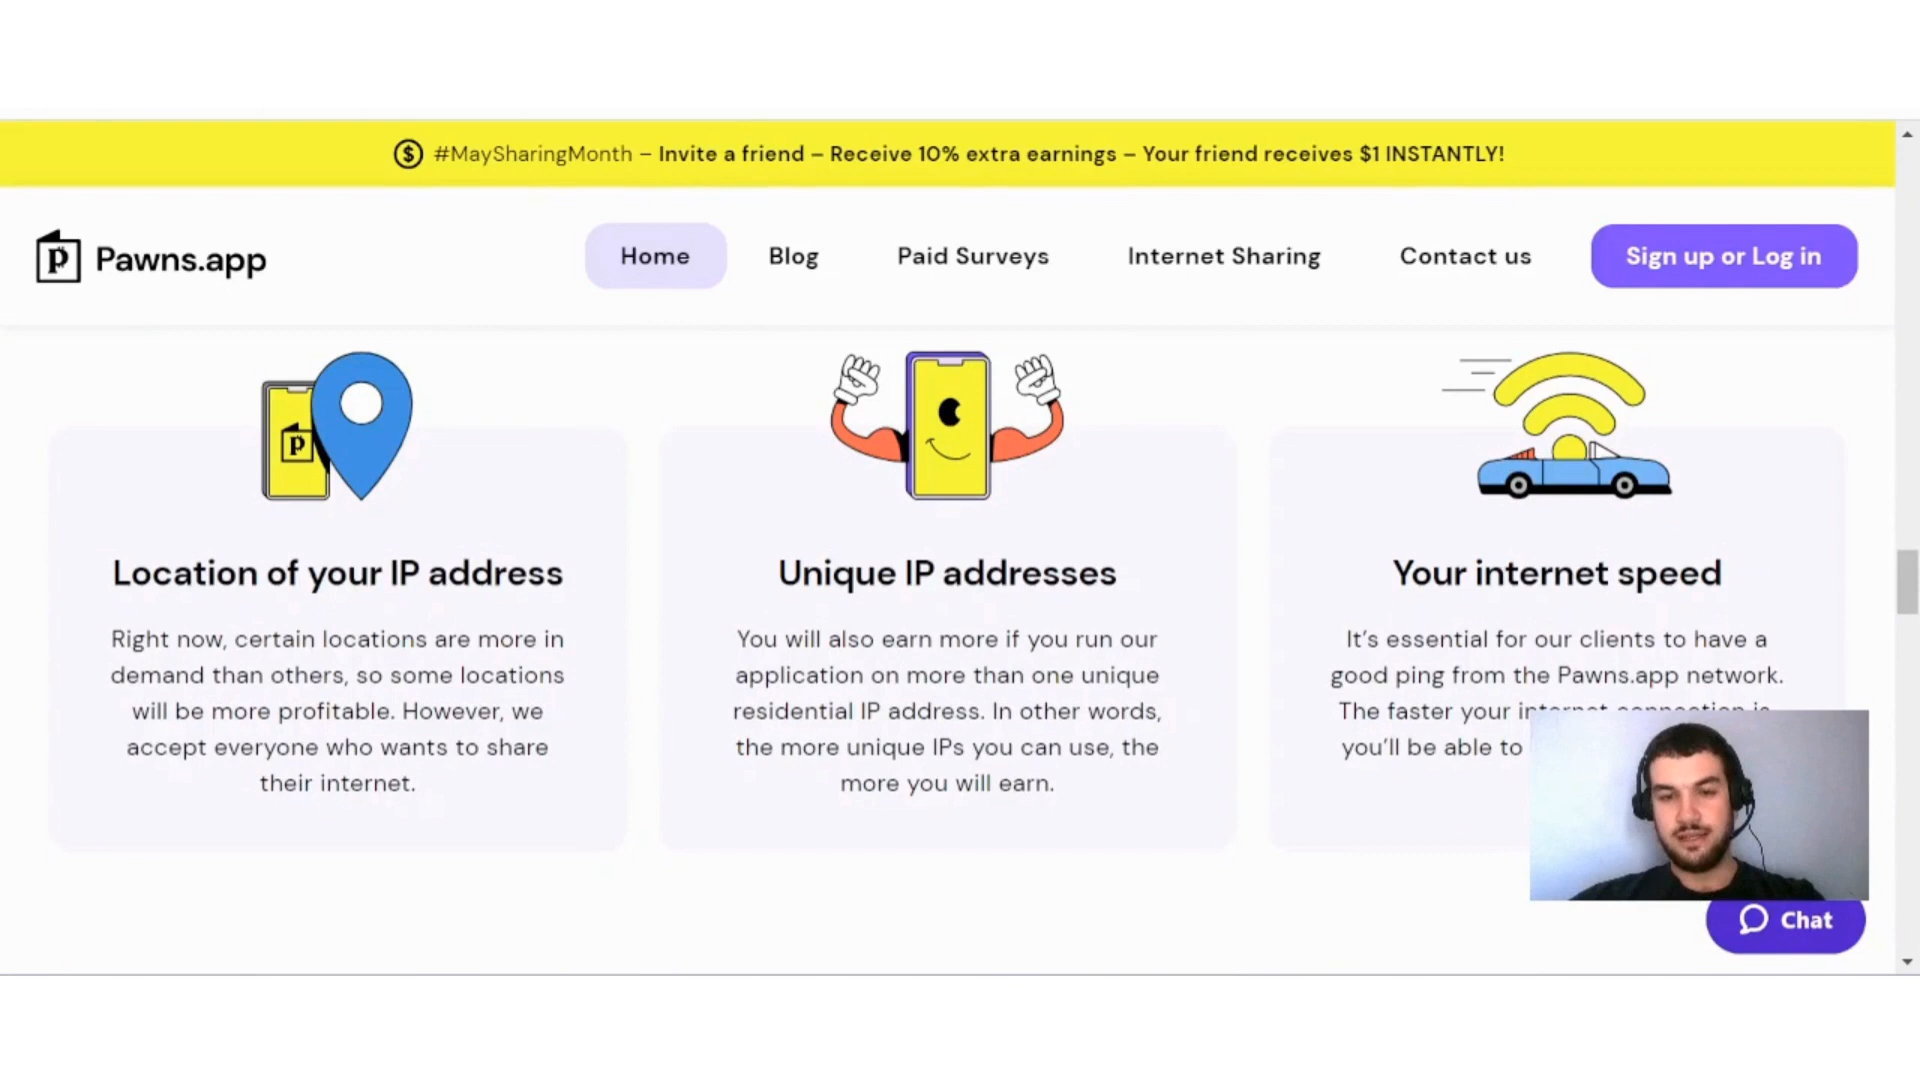 #MaySharingMonth – Invite a friend – Receive 10% extra earnings – Your friend receives $1 INSTANTLY!
Pawns.app
Home
Blog
Paid Surveys
Internet Sharing
Contact us
Sign up or Log in
Location of your IP address
Right now, certain locations are more in
demand than others, so some locations
will be more profitable. However, we
accept everyone who wants to share
their internet.
Unique IP addresses
You will also earn more if you run our
application on more than one unique
residential IP address. In other words,
the more unique IPs you can use, the
more you will earn.
Your internet speed
It's essential for our clients to have a
good ping from the Pawns.app network.
The faster your internet connection is
you'll be able to
Chat